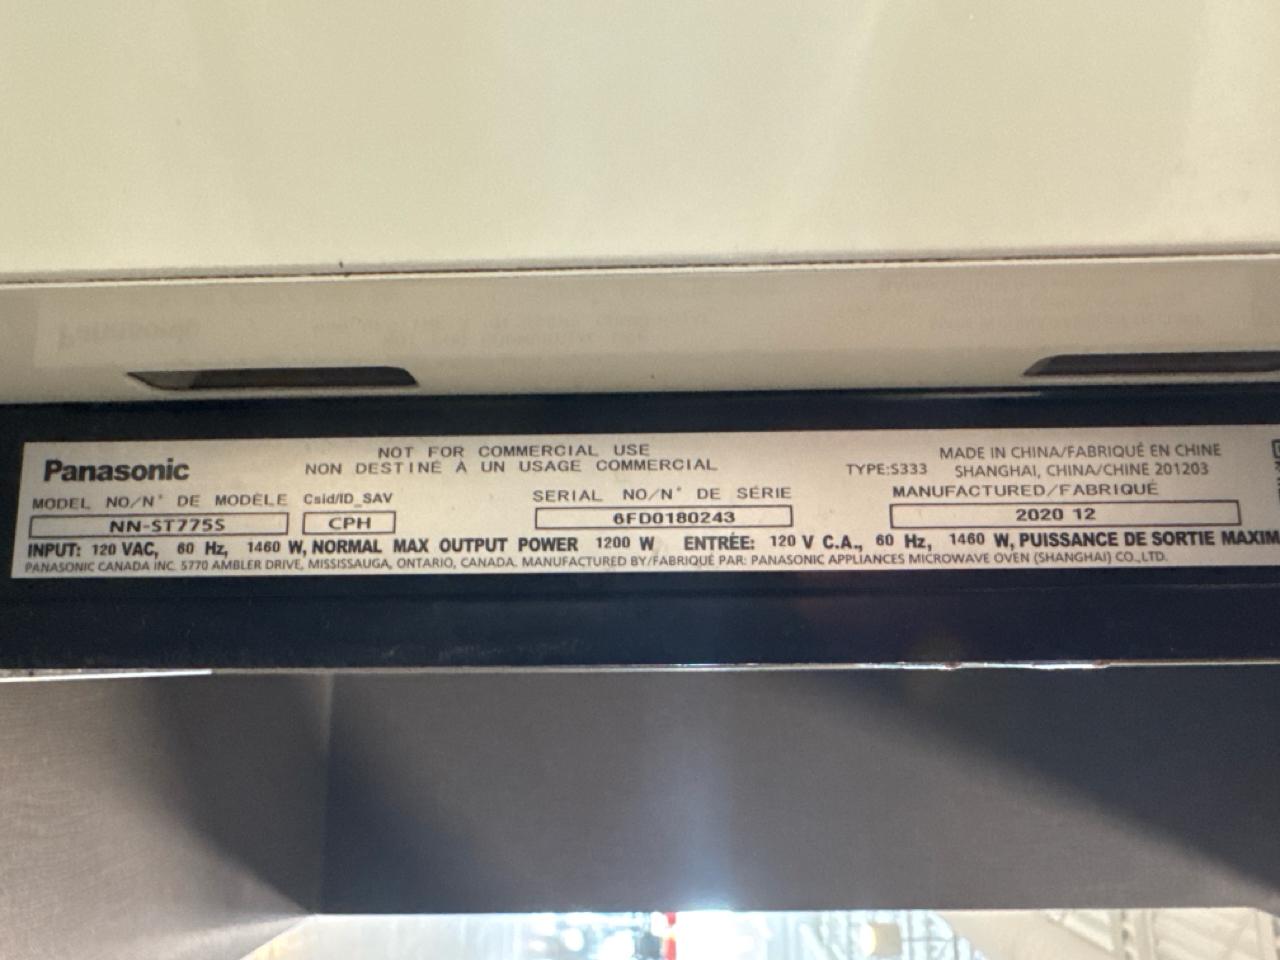 NOT FOR COMMERCIAL USE
Panasonic NON DESTINÉ À UN USAGE COMMERCIAL
MADE IN CHINA/FABRIQUÉ EN CHINE
TYPE:S333 SHANGHAI, CHINA/CHINE 201203
MODEL NO/N° DE MODÈLE Csid/ID_SAV SERIAL NO/N° DE SÉRIE MANUFACTURED/FABRIQUÉ
NN-ST775S CPH 6FD0180243 2020 12
INPUT: 120 VAC, 60 Hz, 1460 W, NORMAL MAX OUTPUT POWER 1200 W ENTRÉE: 120 V C.A., 60 Hz, 1460 W, PUISSANCE DE SORTIE MAXIM
PANASONIC CANADA INC. 5770 AMBLER DRIVE, MISSISSAUGA, ONTARIO, CANADA. MANUFACTURED BY/FABRIQUÉ PAR: PANASONIC APPLIANCES MICROWAVE OVEN (SHANGHAI) CO.,LTD.